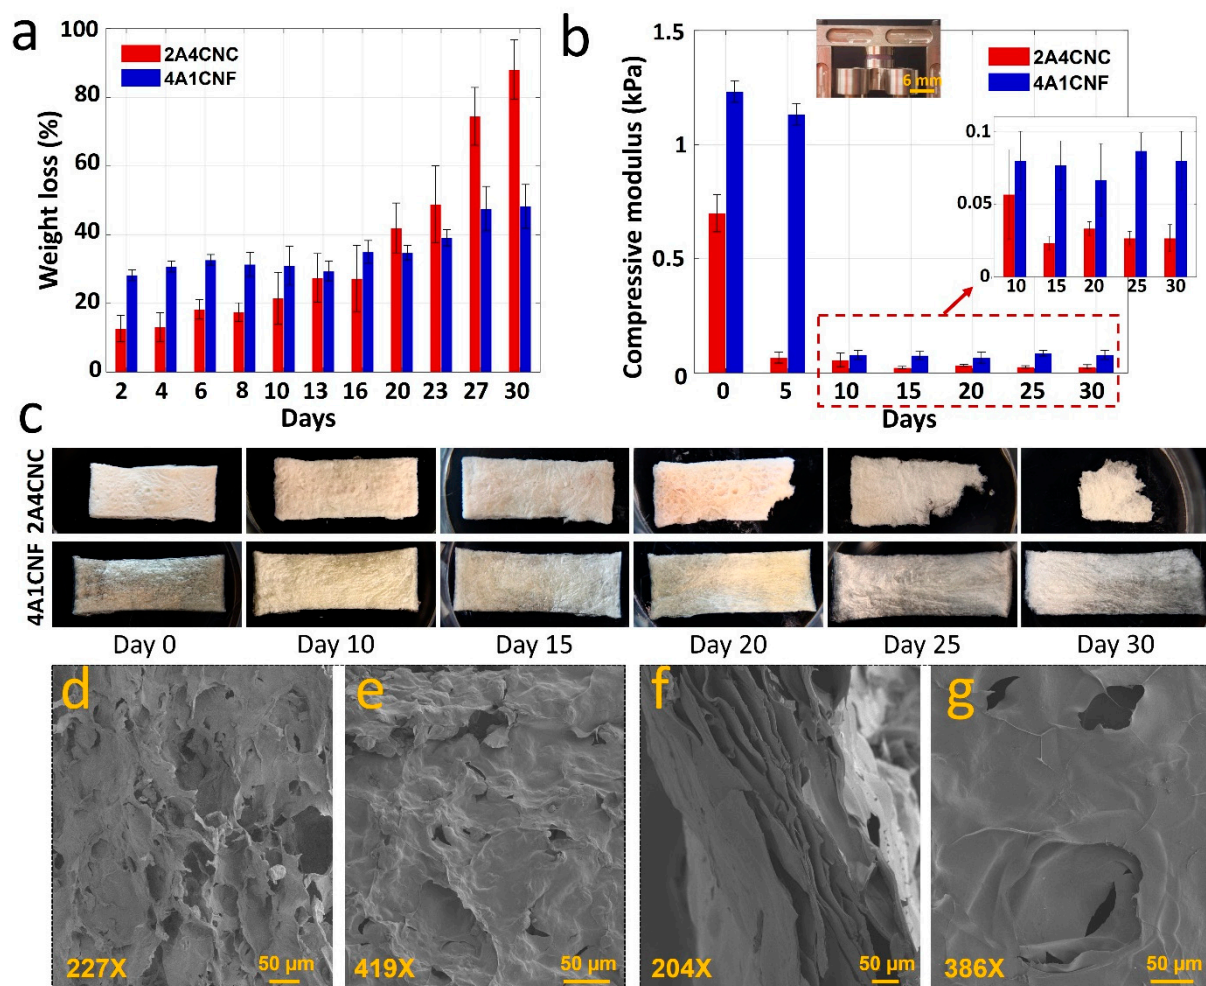 a
100
80
60
40
20
0
Weight loss (%)
2A4CNC
4A1CNF
2 4 6 8 10 13 16 20 23 27 30
Days
b
1.5
1
0.5
0
Compressive modulus (kPa)
6 mm
2A4CNC
4A1CNF
0.1
0.05
0
10 15 20 25 30
0 5 10 15 20 25 30
Days
c
2A4CNC
4A1CNF
Day 0 Day 10 Day 15 Day 20 Day 25 Day 30
d
227X
50 µm
e
419X
50 µm
f
204X
50 µm
g
386X
50 µm